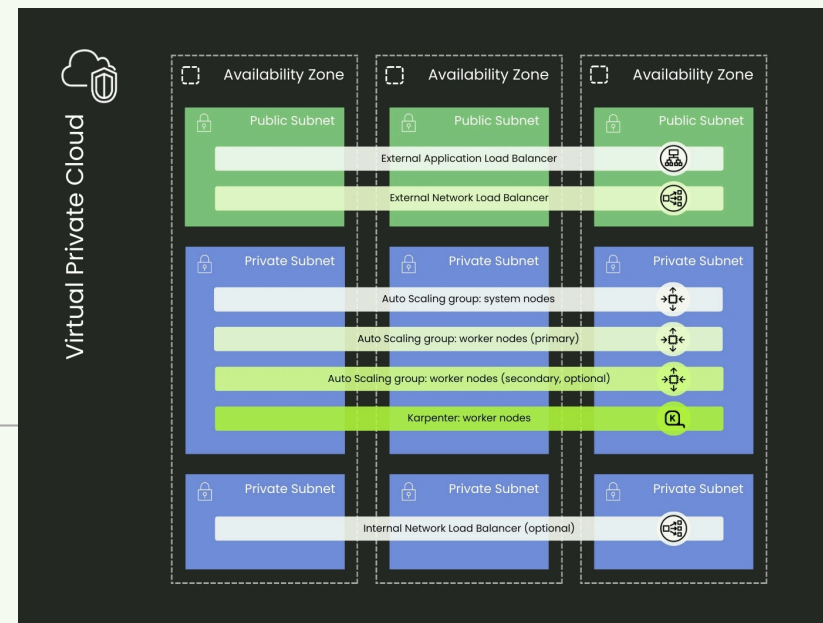 Virtual Private Cloud
Availability Zone
Availability Zone
Availability Zone
Public Subnet
Public Subnet
Public Subnet
External Application Load Balancer
External Network Load Balancer
Private Subnet
Private Subnet
Private Subnet
Auto Scaling group: system nodes
Auto Scaling group: worker nodes (primary)
Auto Scaling group: worker nodes (secondary, optional)
Karpenter: worker nodes
K
Private Subnet
Private Subnet
Private Subnet
Internal Network Load Balancer (optional)